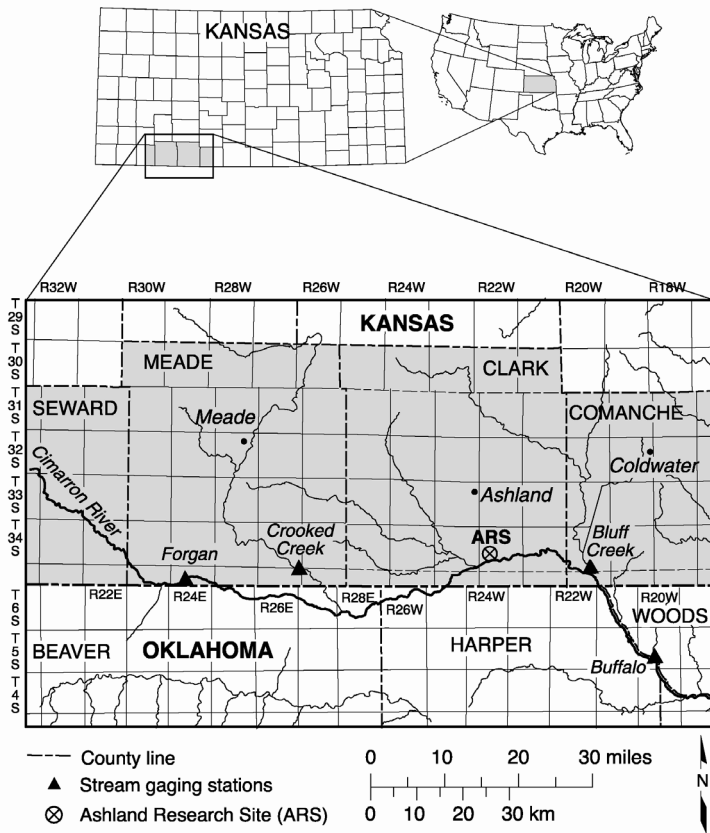 KANSAS
R32W R30W R28W R26W R26W R22W R20W R18W
T
29
S
KANSAS
T
30
S
MEADE
CLARK
T
31
S
SEWARD
COMANCHE
Meade
T
32
S
Coldwater
Cimarron River
T
33
S
Ashland
T
34
S
Forgan
Crooked
Creek
ARS
Bluff
Creek
R22E R24E R26E R28E R26W R24W R22W R20W
T
6
S
WOODS
BEAVER
OKLAHOMA
HARPER
T
5
S
Buffalo
T
4
S
County line
Stream gaging stations
Ashland Research Site (ARS)
0 10 20 30 miles
0 10 20 30 km
N